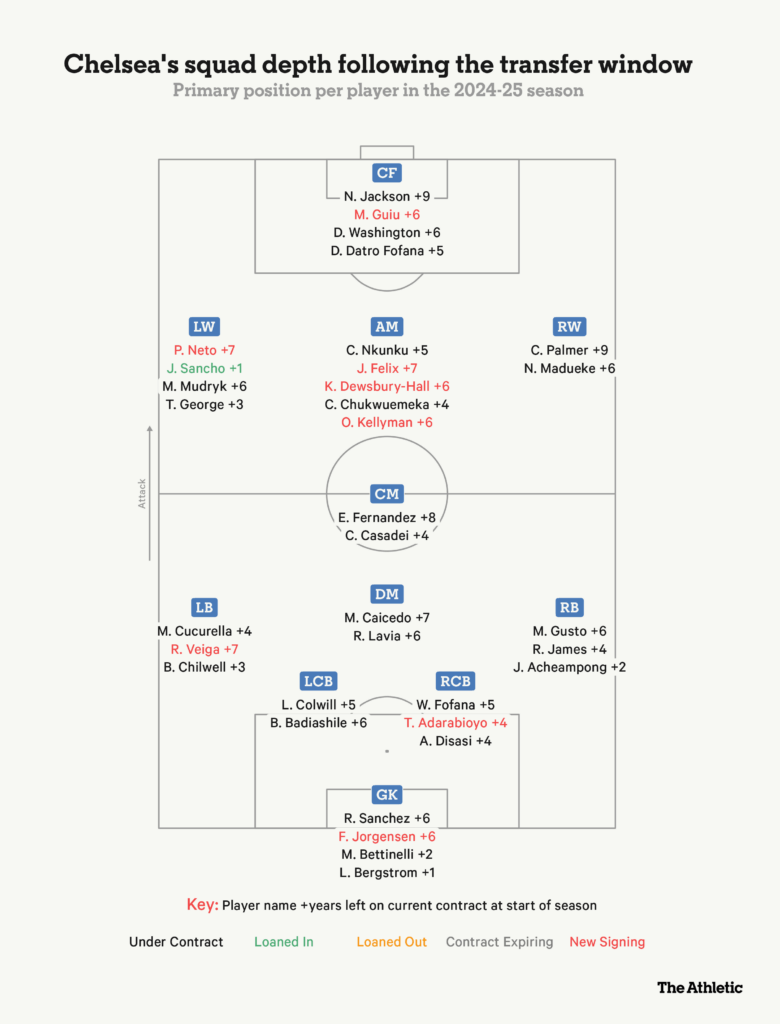 Chelsea's squad depth following the transfer window
Primary position per player in the 2024-25 season
CF
N. Jackson +9
M. Guiu +6
D. Washington +6
D. Datro Fofana +5
LW
P. Neto +7
J. Sancho +1
M. Mudryk +6
T. George +3
AM
C. Nkunku +5
J. Felix +7
K. Dewsbury-Hall +6
C. Chukwuemeka +4
O. Kellyman +6
RW
C. Palmer +9
N. Madueke +6
Attack
CM
E. Fernandez +8
C. Casadei +4
DM
M. Caicedo +7
R. Lavia +6
LB
M. Cucurella +4
R. Veiga +7
B. Chilwell +3
RB
M. Gusto +6
R. James +4
J. Acheampong +2
LCB
L. Colwill +5
B. Badiashile +6
RCB
W. Fofana +5
T. Adarabioyo +4
A. Disasi +4
GK
R. Sanchez +6
F. Jorgensen +6
M. Bettinelli +2
L. Bergstrom +1
Key: Player name +years left on current contract at start of season
Under Contract Loaned In Loaned Out Contract Expiring New Signing
The Athletic